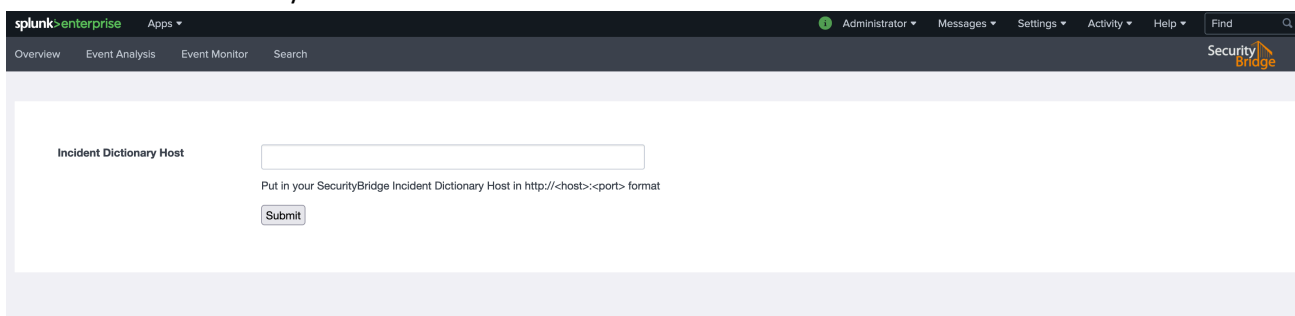 splunk>enterprise Apps i Administrator Messages Settings Activity Help Find
Overview Event Analysis Event Monitor Search Security Bridge
Incident Dictionary Host
Put in your SecurityBridge Incident Dictionary Host in http://<host>:<port> format
Submit